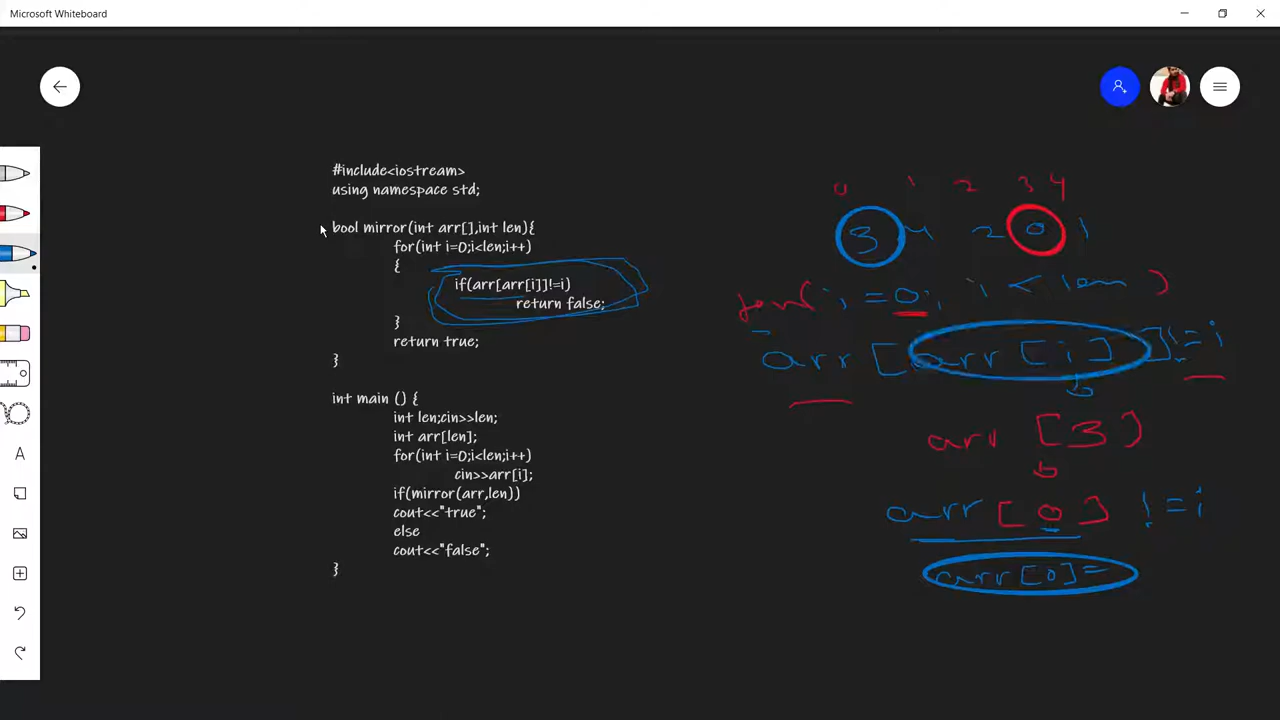 Microsoft Whiteboard
#include<iostream>
using namespace std;
bool mirror(int arr[],int len){
for(int i=0;i<len;i++)
{
if(arr[arr[i]]!=i)
return false;
}
return true;
}
int main () {
int len;cin>>len;
int arr[len];
for(int i=0;i<len;i++)
cin>>arr[i];
if(mirror(arr,len))
cout<<"true";
else
cout<<"false";
}
A
0 1 2 3 4
3 4 2 0 1
for(i=0; i < len )
arr [arr [i] ]!=i
arr [3]
arr [0] !=i
arr[0]=